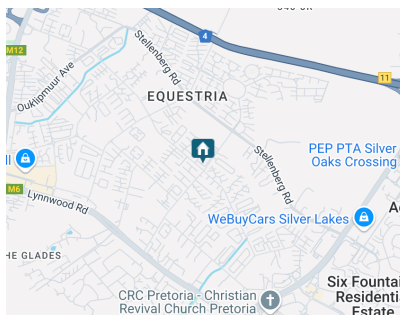 4
M12
Stellenberg Rd
11
Ouklipmuur Ave
EQUESTRIA
Stellenberg Rd
PEP PTA Silver
Oaks Crossing
M6
Lynnwood Rd
WeBuyCars Silver Lakes
HE GLADES
Six Fountai
Residenti
Estate
CRC Pretoria - Christian
Revival Church Pretoria